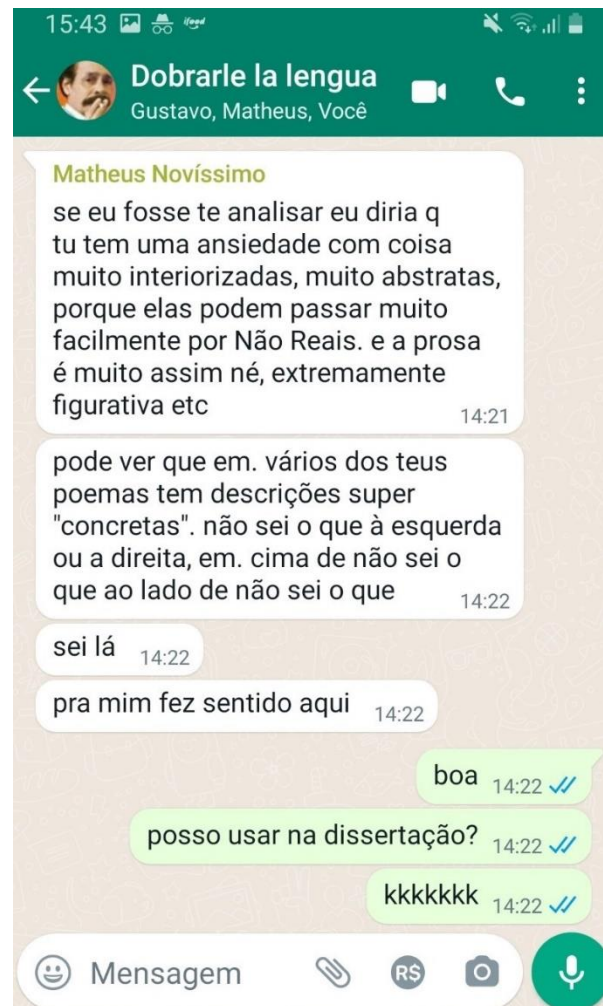 15:43 ifood
Dobrarle la lengua
Gustavo, Matheus, Você
Matheus Novíssimo
se eu fosse te analisar eu diria q
tu tem uma ansiedade com coisa
muito interiorizadas, muito abstratas,
porque elas podem passar muito
facilmente por Não Reais. e a prosa
é muito assim né, extremamente
figurativa etc
14:21
pode ver que em. vários dos teus
poemas tem descrições super
"concretas". não sei o que à esquerda
ou a direita, em. cima de não sei o
que ao lado de não sei o que
14:22
sei lá 14:22
pra mim fez sentido aqui 14:22
boa 14:22
posso usar na dissertação? 14:22
kkkkkkk 14:22
Mensagem R$